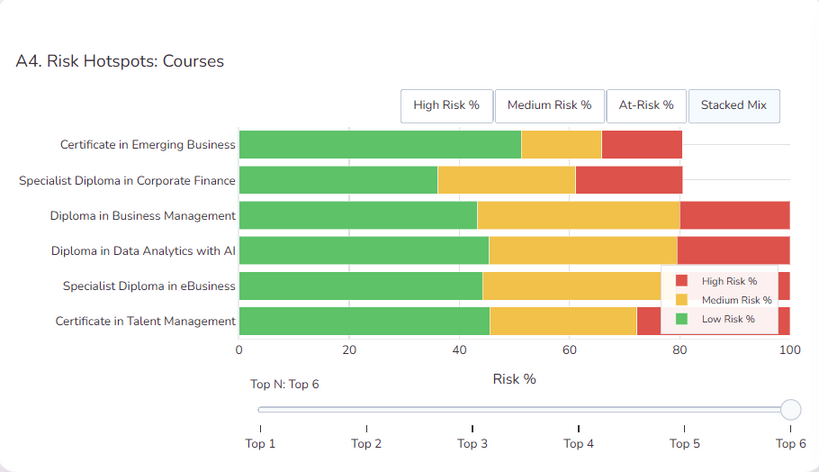 A4. Risk Hotspots: Courses
High Risk %
Medium Risk %
At-Risk %
Stacked Mix
Certificate in Emerging Business
Specialist Diploma in Corporate Finance
Diploma in Business Management
Diploma in Data Analytics with AI
Specialist Diploma in eBusiness
Certificate in Talent Management
High Risk %
Medium Risk %
Low Risk %
0 20 40 60 80 100
Risk %
Top N: Top 6
Top 1 Top 2 Top 3 Top 4 Top 5 Top 6